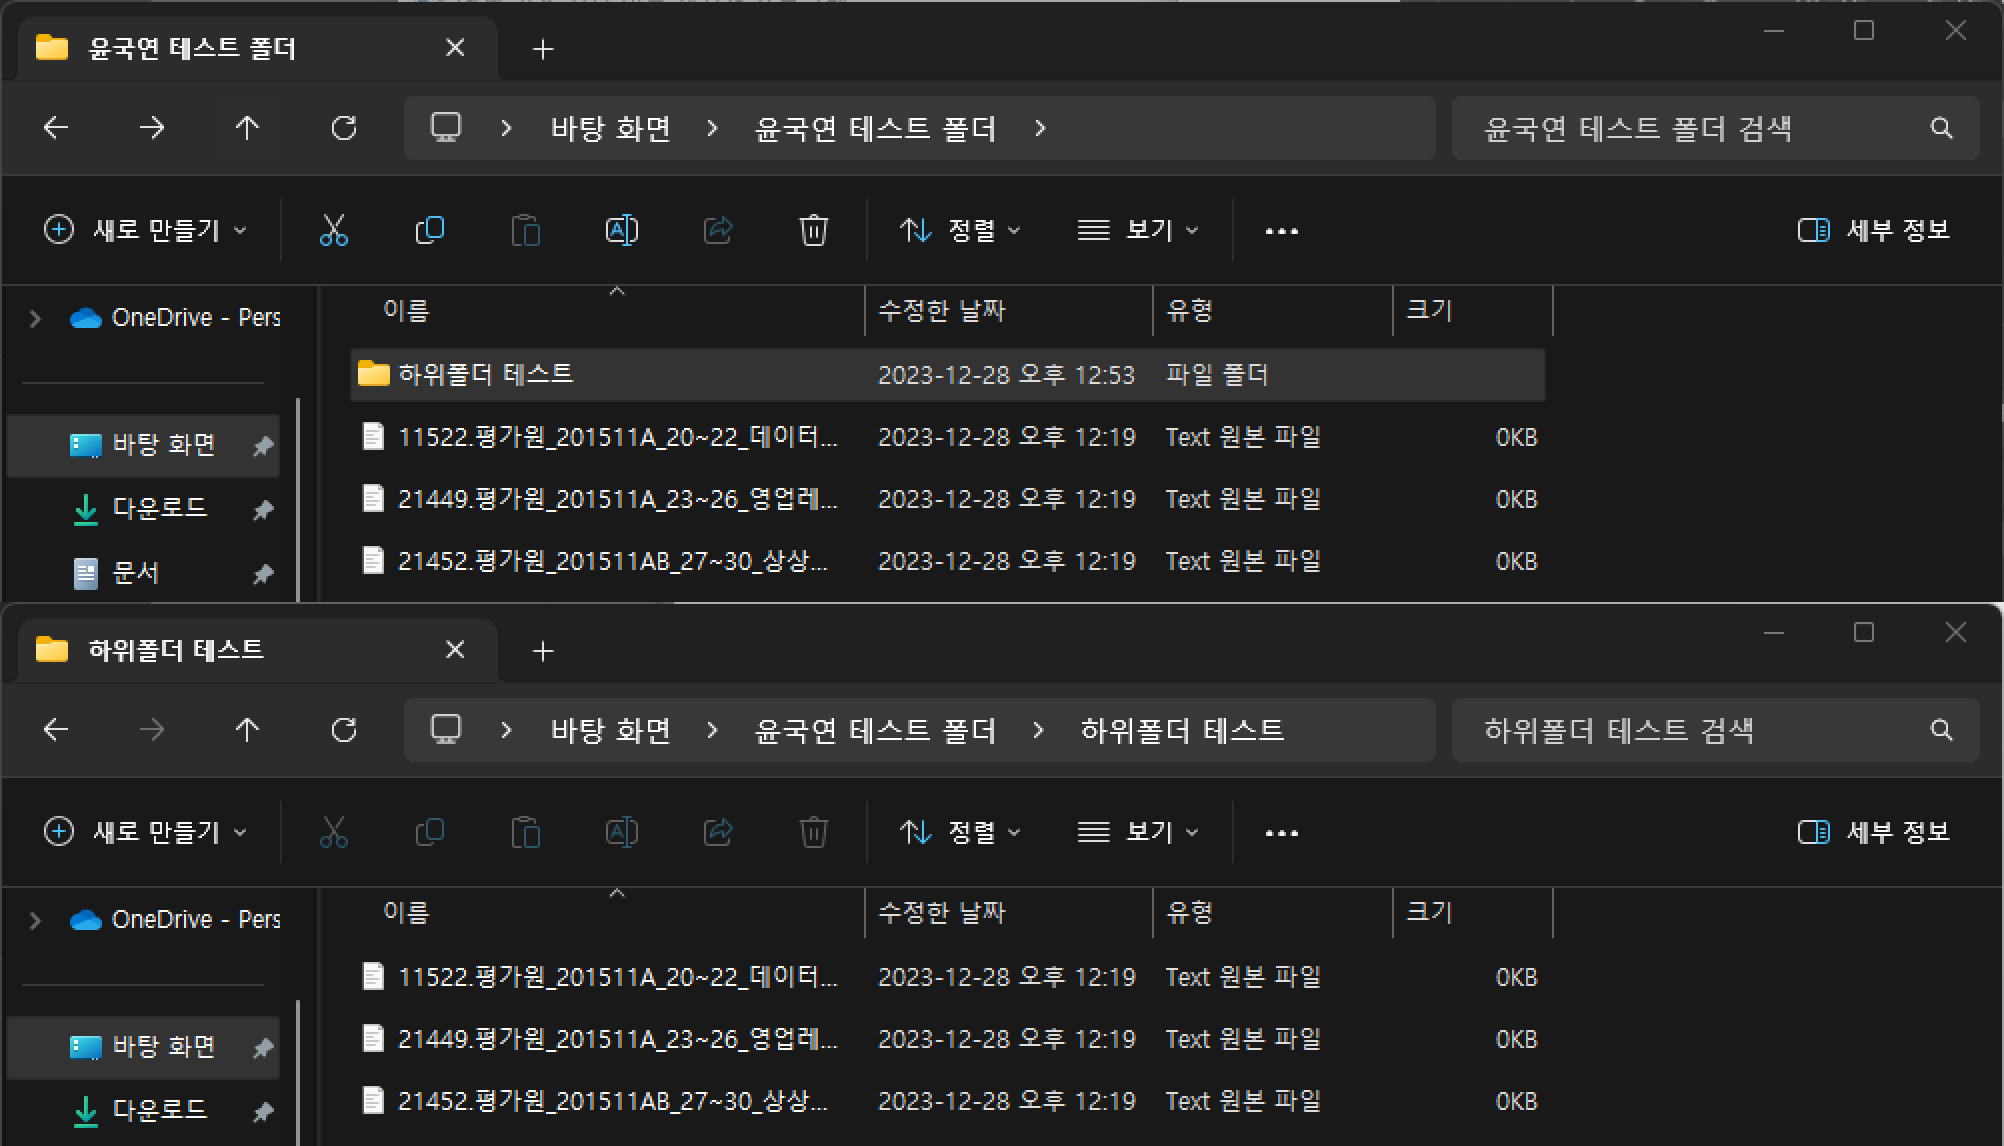 윤국연 테스트 폴더
바탕 화면 > 윤국연 테스트 폴더 >
윤국연 테스트 폴더 검색
새로 만들기
정렬
보기
세부 정보
이름 수정한 날짜 유형 크기
OneDrive - Pers
하위폴더 테스트 2023-12-28 오후 12:53 파일 폴더
11522.평가원_201511A_20~22_데이터... 2023-12-28 오후 12:19 Text 원본 파일 0KB
바탕 화면
21449.평가원_201511A_23~26_영업레... 2023-12-28 오후 12:19 Text 원본 파일 0KB
다운로드
21452.평가원_201511AB_27~30_상상... 2023-12-28 오후 12:19 Text 원본 파일 0KB
문서
하위폴더 테스트
바탕 화면 > 윤국연 테스트 폴더 > 하위폴더 테스트
하위폴더 테스트 검색
새로 만들기
정렬
보기
세부 정보
이름 수정한 날짜 유형 크기
OneDrive - Pers
11522.평가원_201511A_20~22_데이터... 2023-12-28 오후 12:19 Text 원본 파일 0KB
21449.평가원_201511A_23~26_영업레... 2023-12-28 오후 12:19 Text 원본 파일 0KB
바탕 화면
21452.평가원_201511AB_27~30_상상... 2023-12-28 오후 12:19 Text 원본 파일 0KB
다운로드